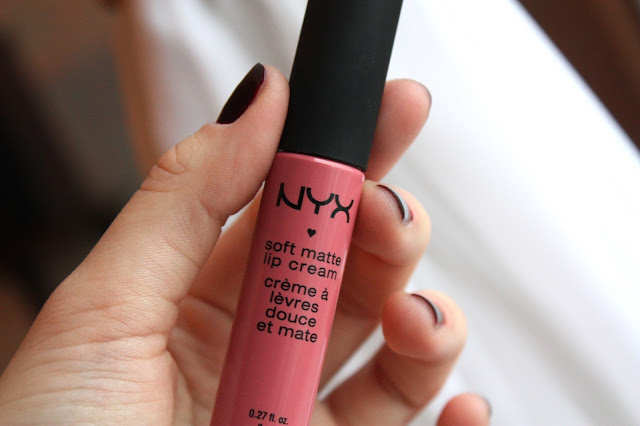 NYX
soft matte
lip cream
crème à
lèvres
douce
et mate
0.27 fl. oz.